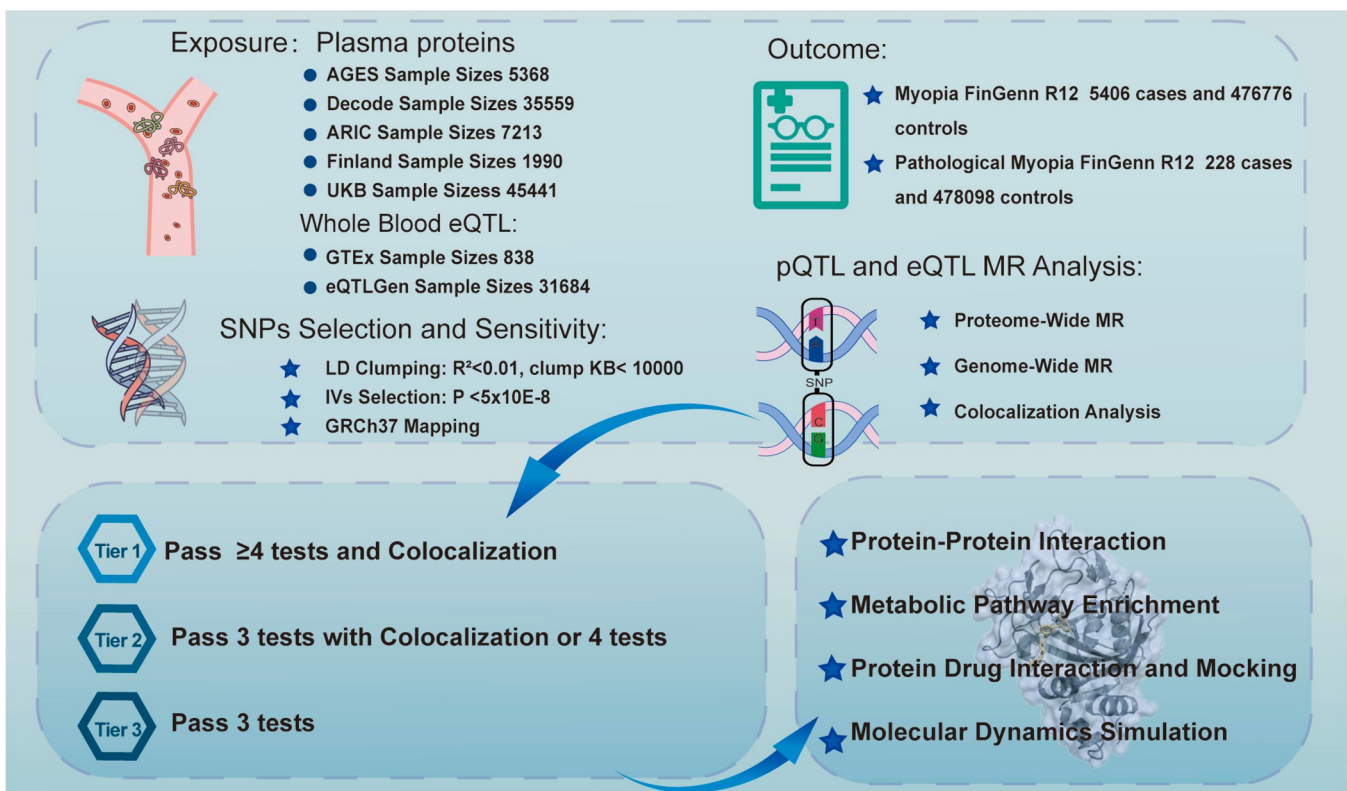 Exposure: Plasma proteins
AGES Sample Sizes 5368
Decode Sample Sizes 35559
ARIC Sample Sizes 7213
Finland Sample Sizes 1990
UKB Sample Sizess 45441
Whole Blood eQTL:
GTEx Sample Sizes 838
eQTLGen Sample Sizes 31684
SNPs Selection and Sensitivity:
LD Clumping: R²<0.01, clump KB< 10000
IVs Selection: P <5x10E-8
GRCh37 Mapping
Outcome:
Myopia FinGenn R12 5406 cases and 476776
controls
Pathological Myopia FinGenn R12 228 cases
and 478098 controls
pQTL and eQTL MR Analysis:
SNP
C
G
Proteome-Wide MR
Genome-Wide MR
Colocalization Analysis
Tier 1
Pass ≥4 tests and Colocalization
Tier 2
Pass 3 tests with Colocalization or 4 tests
Tier 3
Pass 3 tests
Protein-Protein Interaction
Metabolic Pathway Enrichment
Protein Drug Interaction and Mocking
Molecular Dynamics Simulation